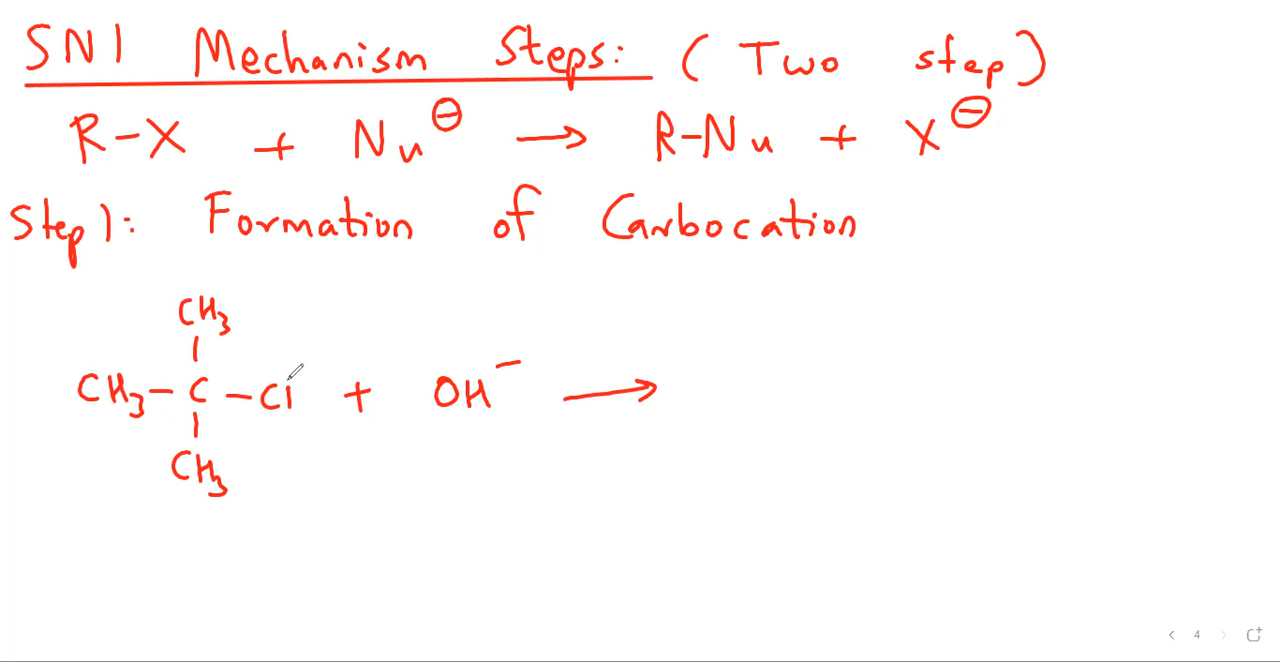 SN1 Mechanism Steps: (Two step)
R-X + Nu⊖ → R-Nu + X⊖
Step 1: Formation of Carbocation
CH₃
CH₃-C-Cl + OH⁻ →
CH₃
4